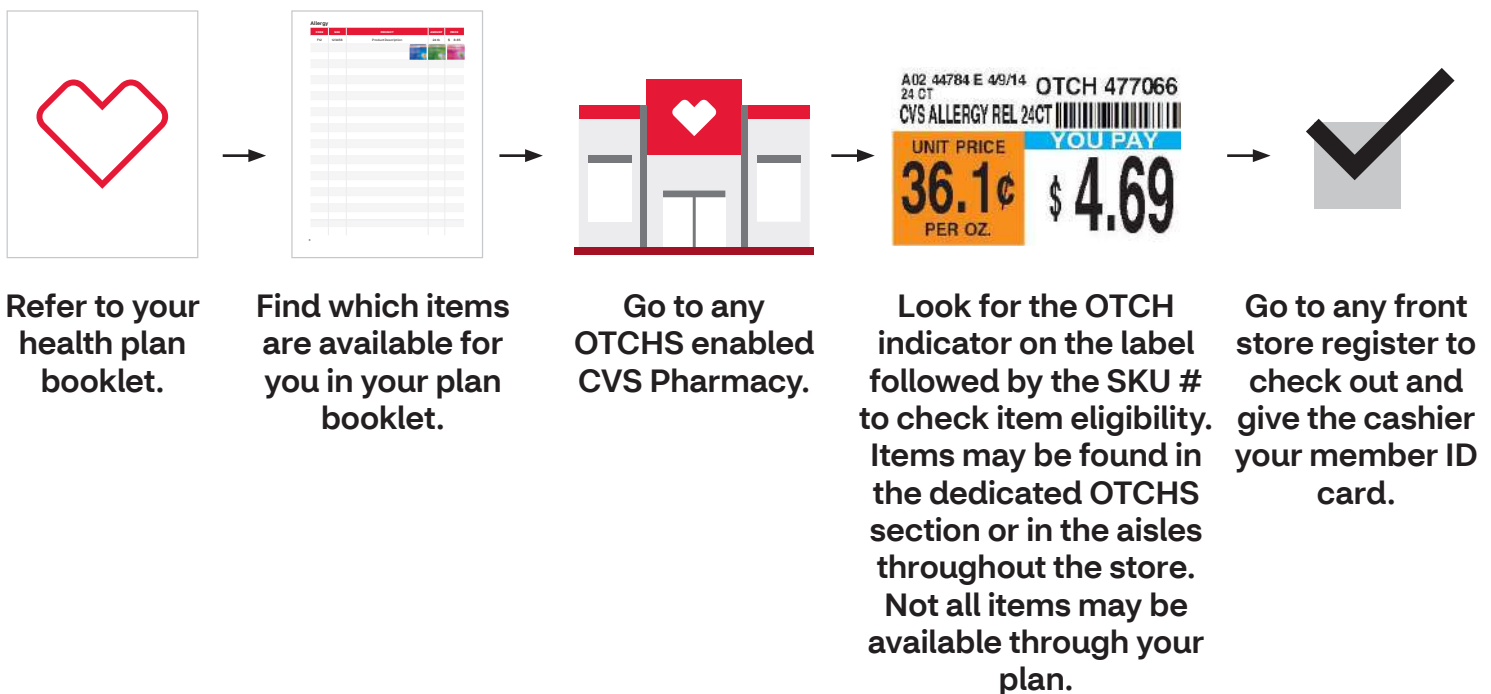 Allergy
Product Description
A02 44784 E 4/9/14
24 CT
OTCH 477066
CVS ALLERGY REL 24CT
UNIT PRICE
36.1¢
PER OZ.
YOU PAY
$ 4.69
Refer to your
health plan
booklet.
Find which items
are available for
you in your plan
booklet.
Go to any
OTCHS enabled
CVS Pharmacy.
Look for the OTCH
indicator on the label
followed by the SKU #
to check item eligibility.
Items may be found in
the dedicated OTCHS
section or in the aisles
throughout the store.
Not all items may be
available through your
plan.
Go to any front
store register to
check out and
give the cashier
your member ID
card.